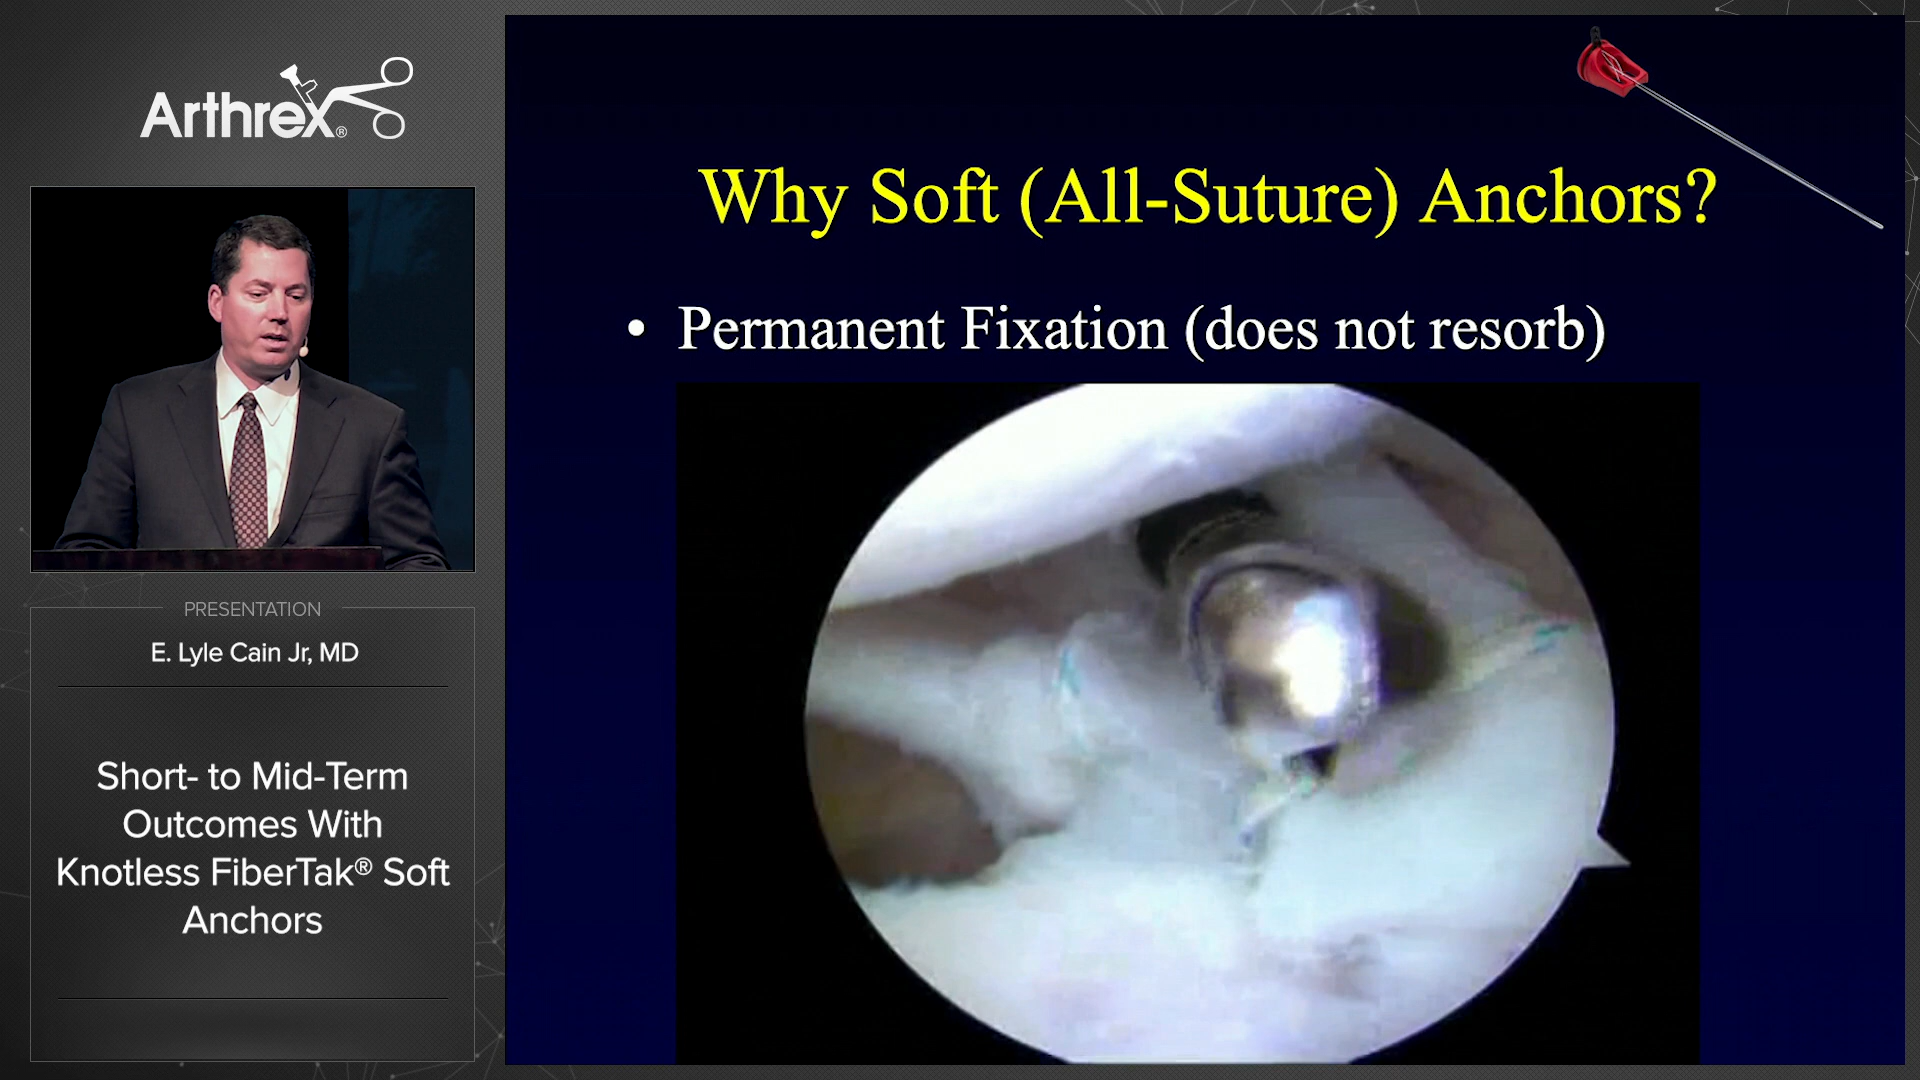 Arthrex®
PRESENTATION
E. Lyle Cain Jr, MD
Short- to Mid-Term
Outcomes With
Knotless FiberTak® Soft
Anchors
Why Soft (All-Suture) Anchors?
• Permanent Fixation (does not resorb)